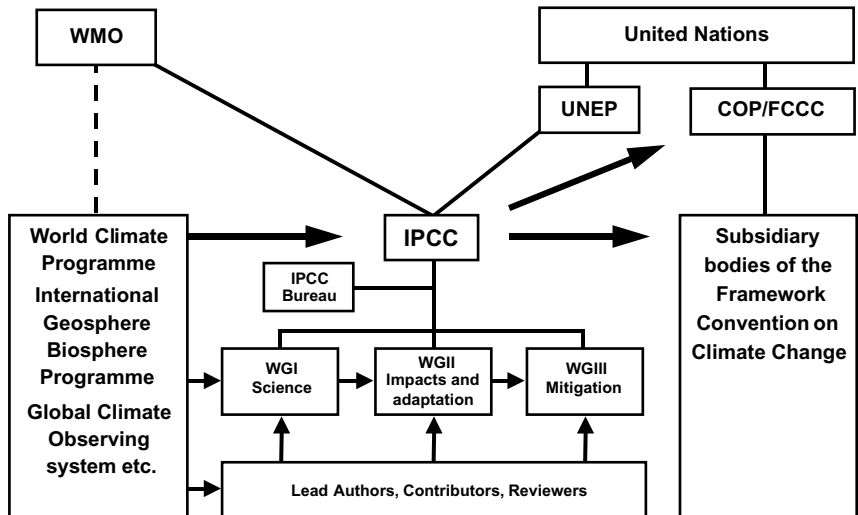 WMO
United Nations
UNEP
COP/FCCC
World Climate
Programme
International
Geosphere
Biosphere
Programme
Global Climate
Observing
system etc.
IPCC
IPCC
Bureau
WGI
Science
WGII
Impacts and
adaptation
WGIII
Mitigation
Lead Authors, Contributors, Reviewers
Subsidiary
bodies of the
Framework
Convention on
Climate Change